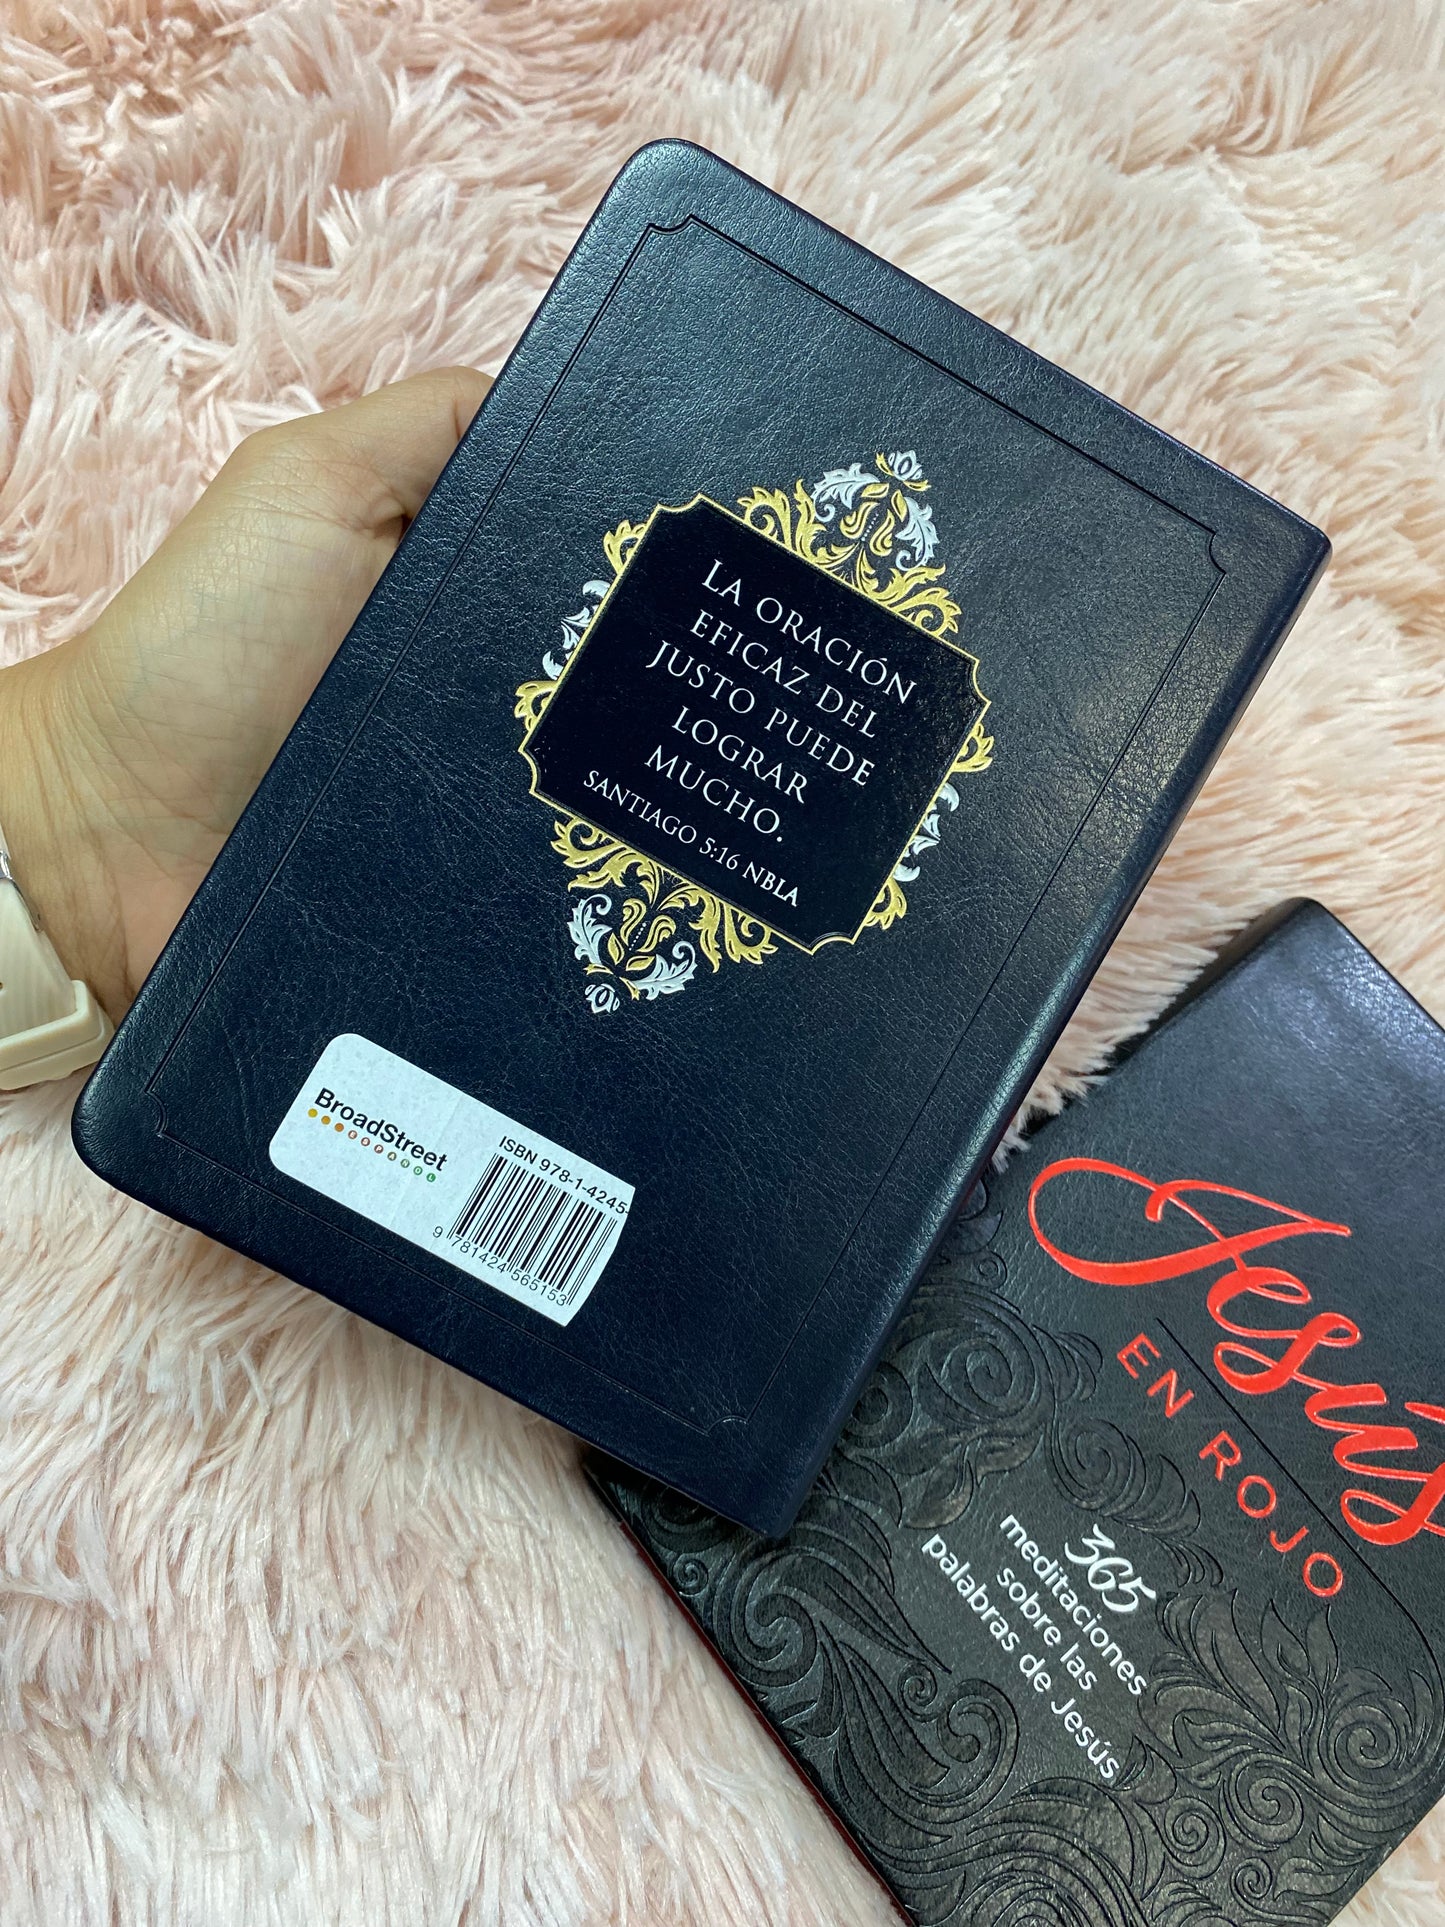 LA ORACIÓN
EFICAZ DEL
JUSTO PUEDE
LOGRAR
MUCHO.
SANTIAGO 5:16 NBLA
BroadStreet
ESPAÑOL
ISBN 978-1-4245-
9 781424 565153
Jesús
EN ROJO
365
meditaciones
sobre las
palabras de Jesús